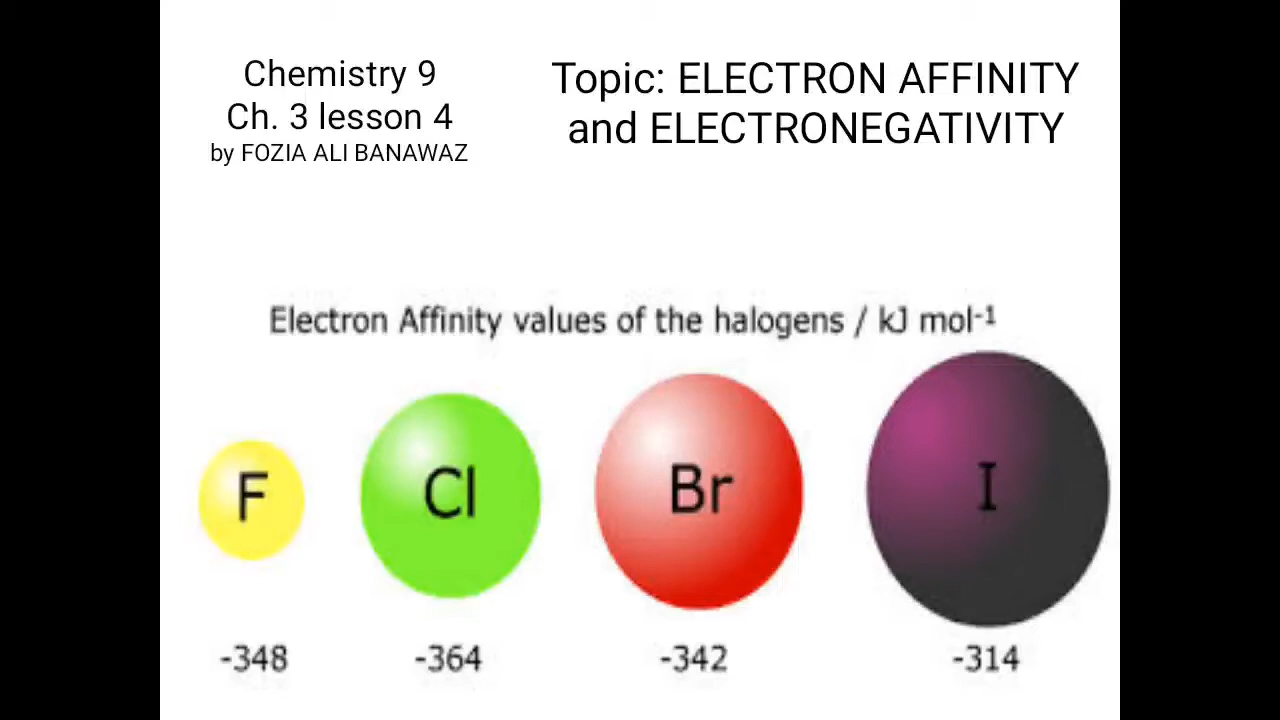 Chemistry 9
Ch. 3 lesson 4
by FOZIA ALI BANAWAZ
Topic: ELECTRON AFFINITY
and ELECTRONEGATIVITY
Electron Affinity values of the halogens / kJ mol-1
F Cl Br I
-348 -364 -342 -314